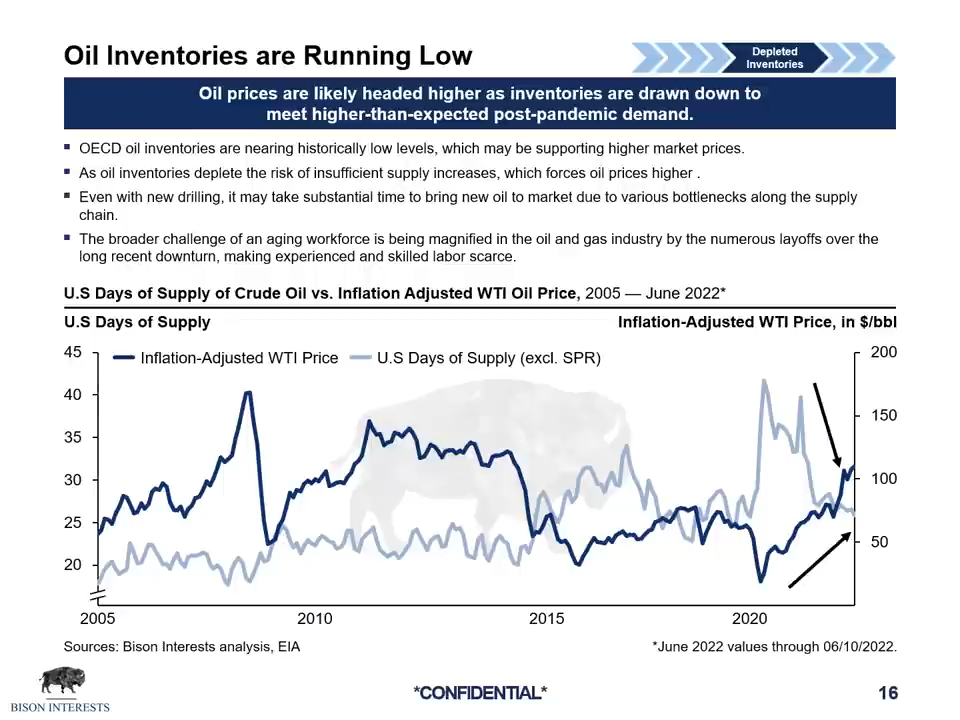 Oil Inventories are Running Low
Depleted
Inventories
Oil prices are likely headed higher as inventories are drawn down to
meet higher-than-expected post-pandemic demand.
▪ OECD oil inventories are nearing historically low levels, which may be supporting higher market prices.
▪ As oil inventories deplete the risk of insufficient supply increases, which forces oil prices higher .
▪ Even with new drilling, it may take substantial time to bring new oil to market due to various bottlenecks along the supply
chain.
▪ The broader challenge of an aging workforce is being magnified in the oil and gas industry by the numerous layoffs over the
long recent downturn, making experienced and skilled labor scarce.
U.S Days of Supply of Crude Oil vs. Inflation Adjusted WTI Oil Price, 2005 — June 2022*
U.S Days of Supply Inflation-Adjusted WTI Price, in $/bbl
45 Inflation-Adjusted WTI Price U.S Days of Supply (excl. SPR) 200
40
150
35
30 100
25
50
20
2005 2010 2015 2020
Sources: Bison Interests analysis, EIA *June 2022 values through 06/10/2022.
BISON INTERESTS
*CONFIDENTIAL* 16